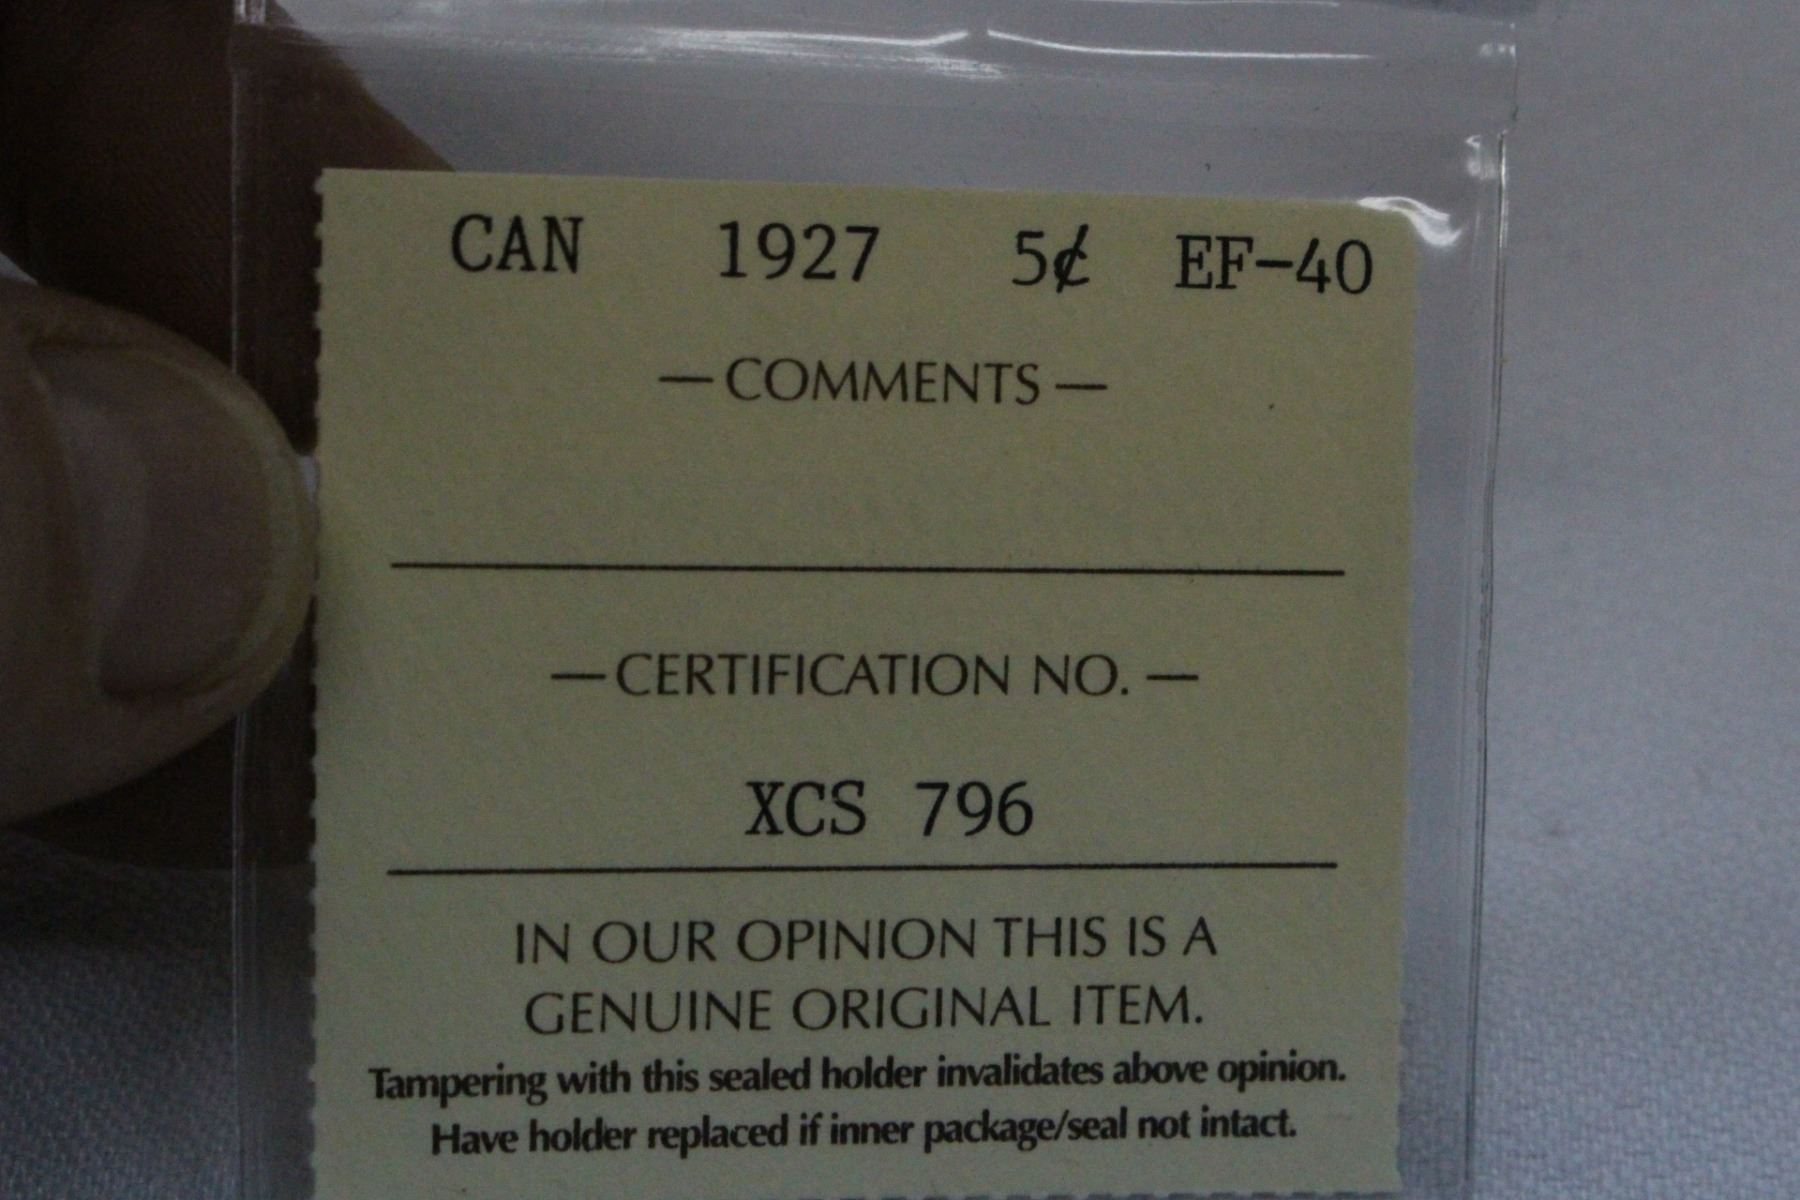 CAN 1927 5¢ EF-40
— COMMENTS —
— CERTIFICATION NO. —
XCS 796
IN OUR OPINION THIS IS A
GENUINE ORIGINAL ITEM.
Tampering with this sealed holder invalidates above opinion.
Have holder replaced if inner package/seal not intact.